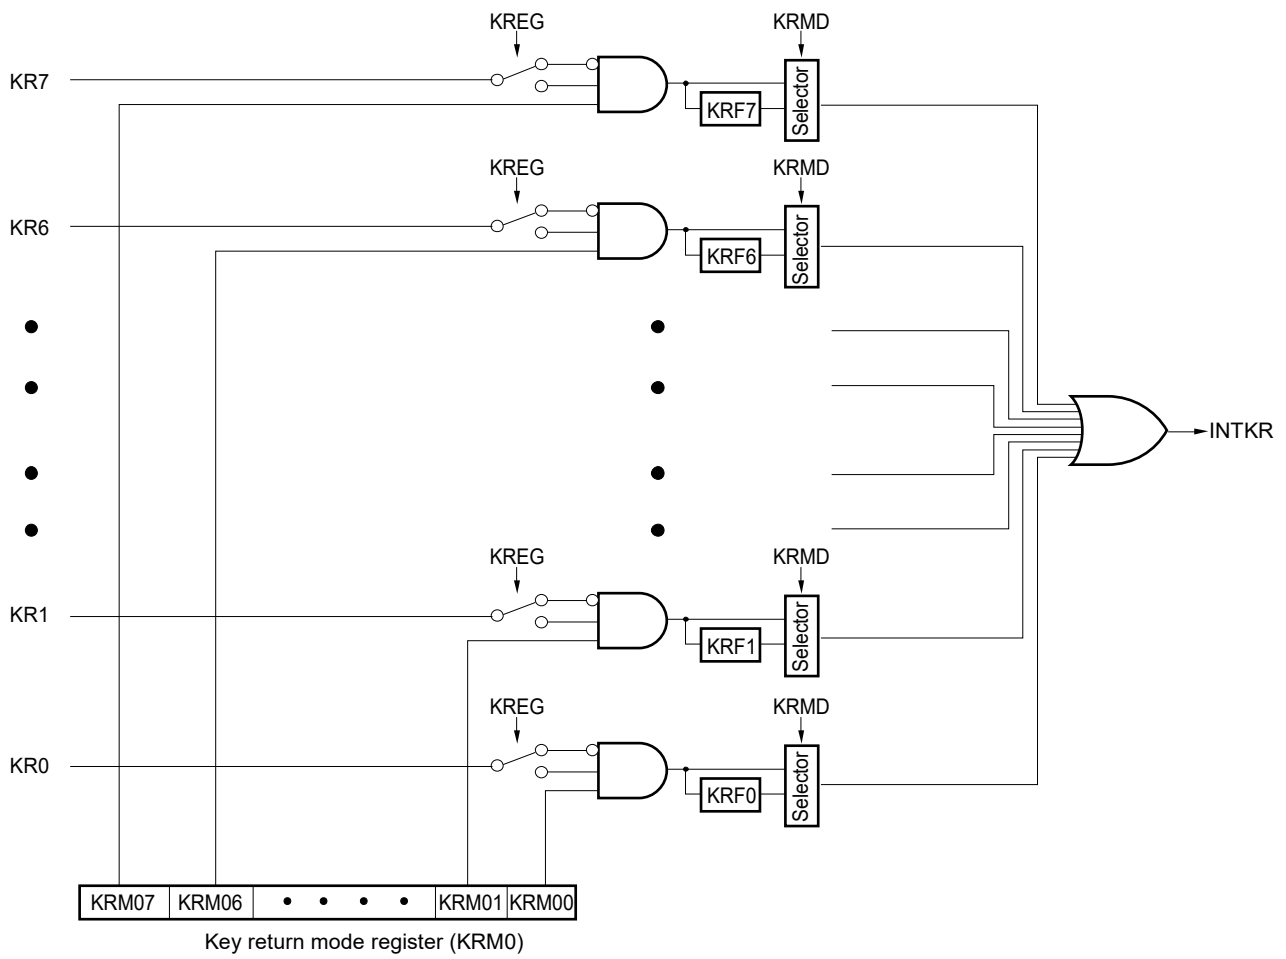 KREG KRMD
KR7
KRF7
Selector
KREG KRMD
KR6
KRF6
Selector
INTKR
KREG KRMD
KR1
KRF1
Selector
KREG KRMD
KR0
KRF0
Selector
KRM07 KRM06 KRM01 KRM00
Key return mode register (KRM0)